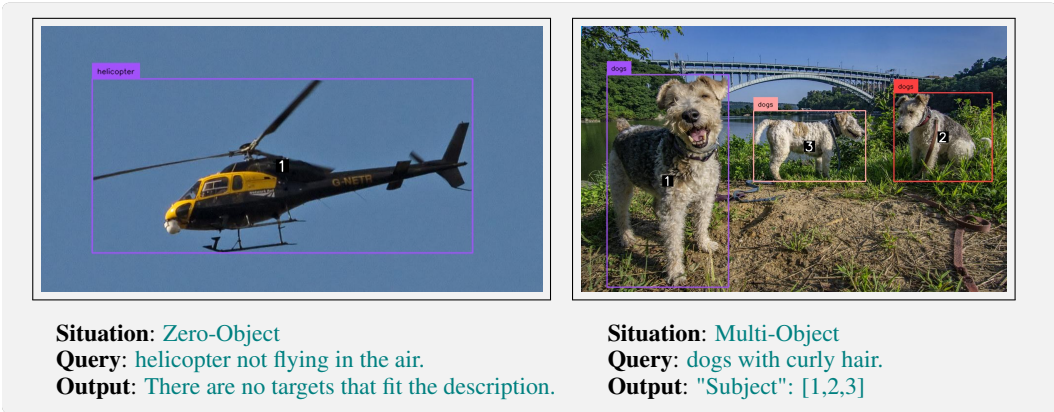 helicopter
1
G-NETR
Situation: Zero-Object
Query: helicopter not flying in the air.
Output: There are no targets that fit the description.
dogs
dogs
dogs
1
3
2
Situation: Multi-Object
Query: dogs with curly hair.
Output: "Subject": [1,2,3]